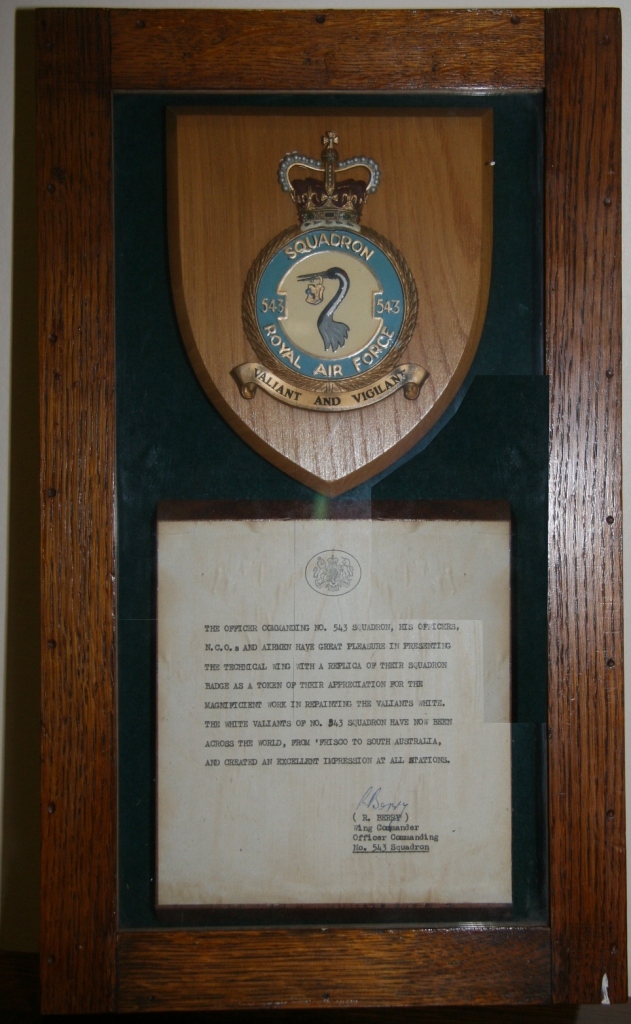 SQUADRON
543 543
ROYAL AIR FORCE
VALIANT AND VIGILANT
THE OFFICER COMMANDING NO. 543 SQUADRON, HIS OFFICERS,
N.C.O.s AND AIRMEN HAVE GREAT PLEASURE IN PRESENTING
THE TECHNICAL WING WITH A REPLICA OF THEIR SQUADRON
BADGE AS A TOKEN OF THEIR APPRECIATION FOR THE
MAGNIFICIENT WORK IN REPAINTING THE VALIANTS WHITE.
THE WHITE VALIANTS OF NO. 543 SQUADRON HAVE NOW BEEN
ACROSS THE WORLD, FROM 'FRISCO TO SOUTH AUSTRALIA,
AND CREATED AN EXCELLENT IMPRESSION AT ALL STATIONS.
R Berry
( R. BERRY )
Wing Commander
Officer Commanding
No. 543 Squadron